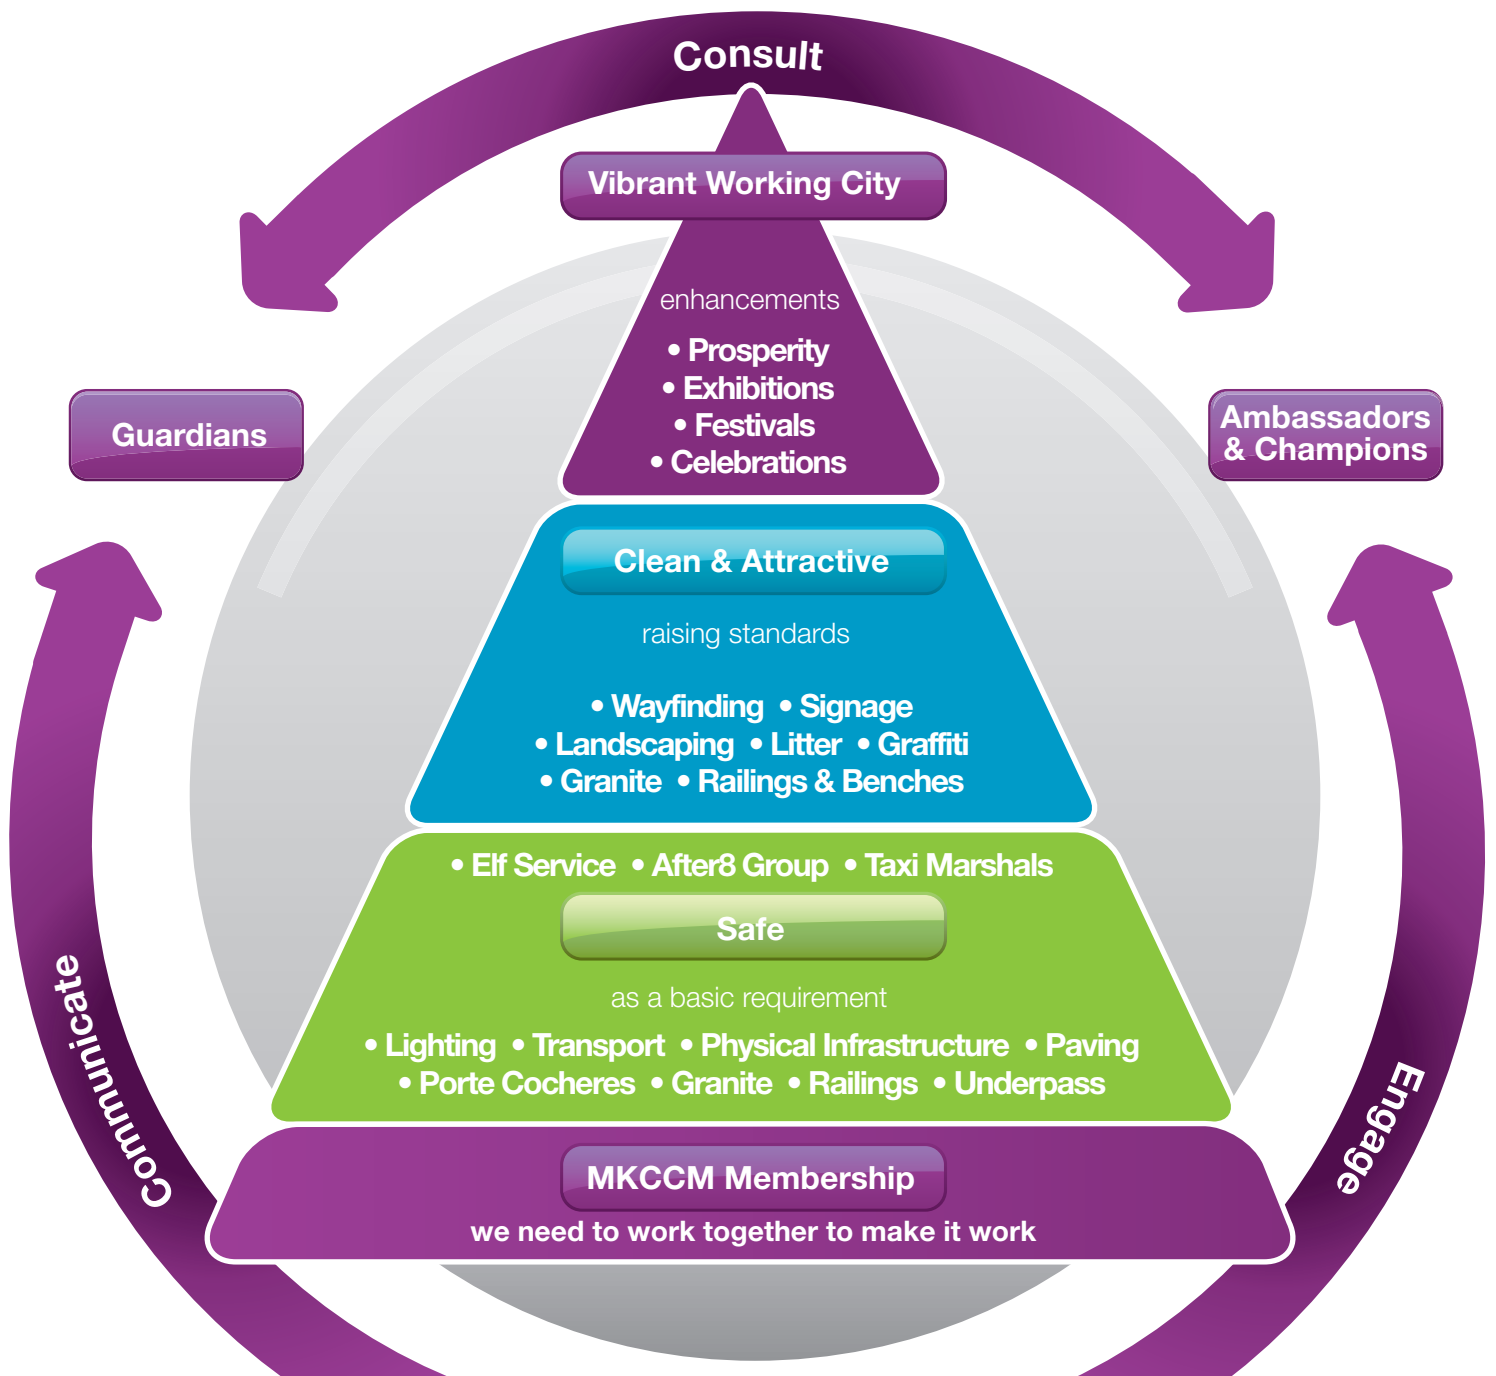 Consult
Vibrant Working City
enhancements
• Prosperity
• Exhibitions
• Festivals
• Celebrations
Guardians
Ambassadors
& Champions
Clean & Attractive
raising standards
• Wayfinding • Signage
• Landscaping • Litter • Graffiti
• Granite • Railings & Benches
• Elf Service • After8 Group • Taxi Marshals
Safe
as a basic requirement
• Lighting • Transport • Physical Infrastructure • Paving
• Porte Cocheres • Granite • Railings • Underpass
Communicate
Engage
MKCCM Membership
we need to work together to make it work